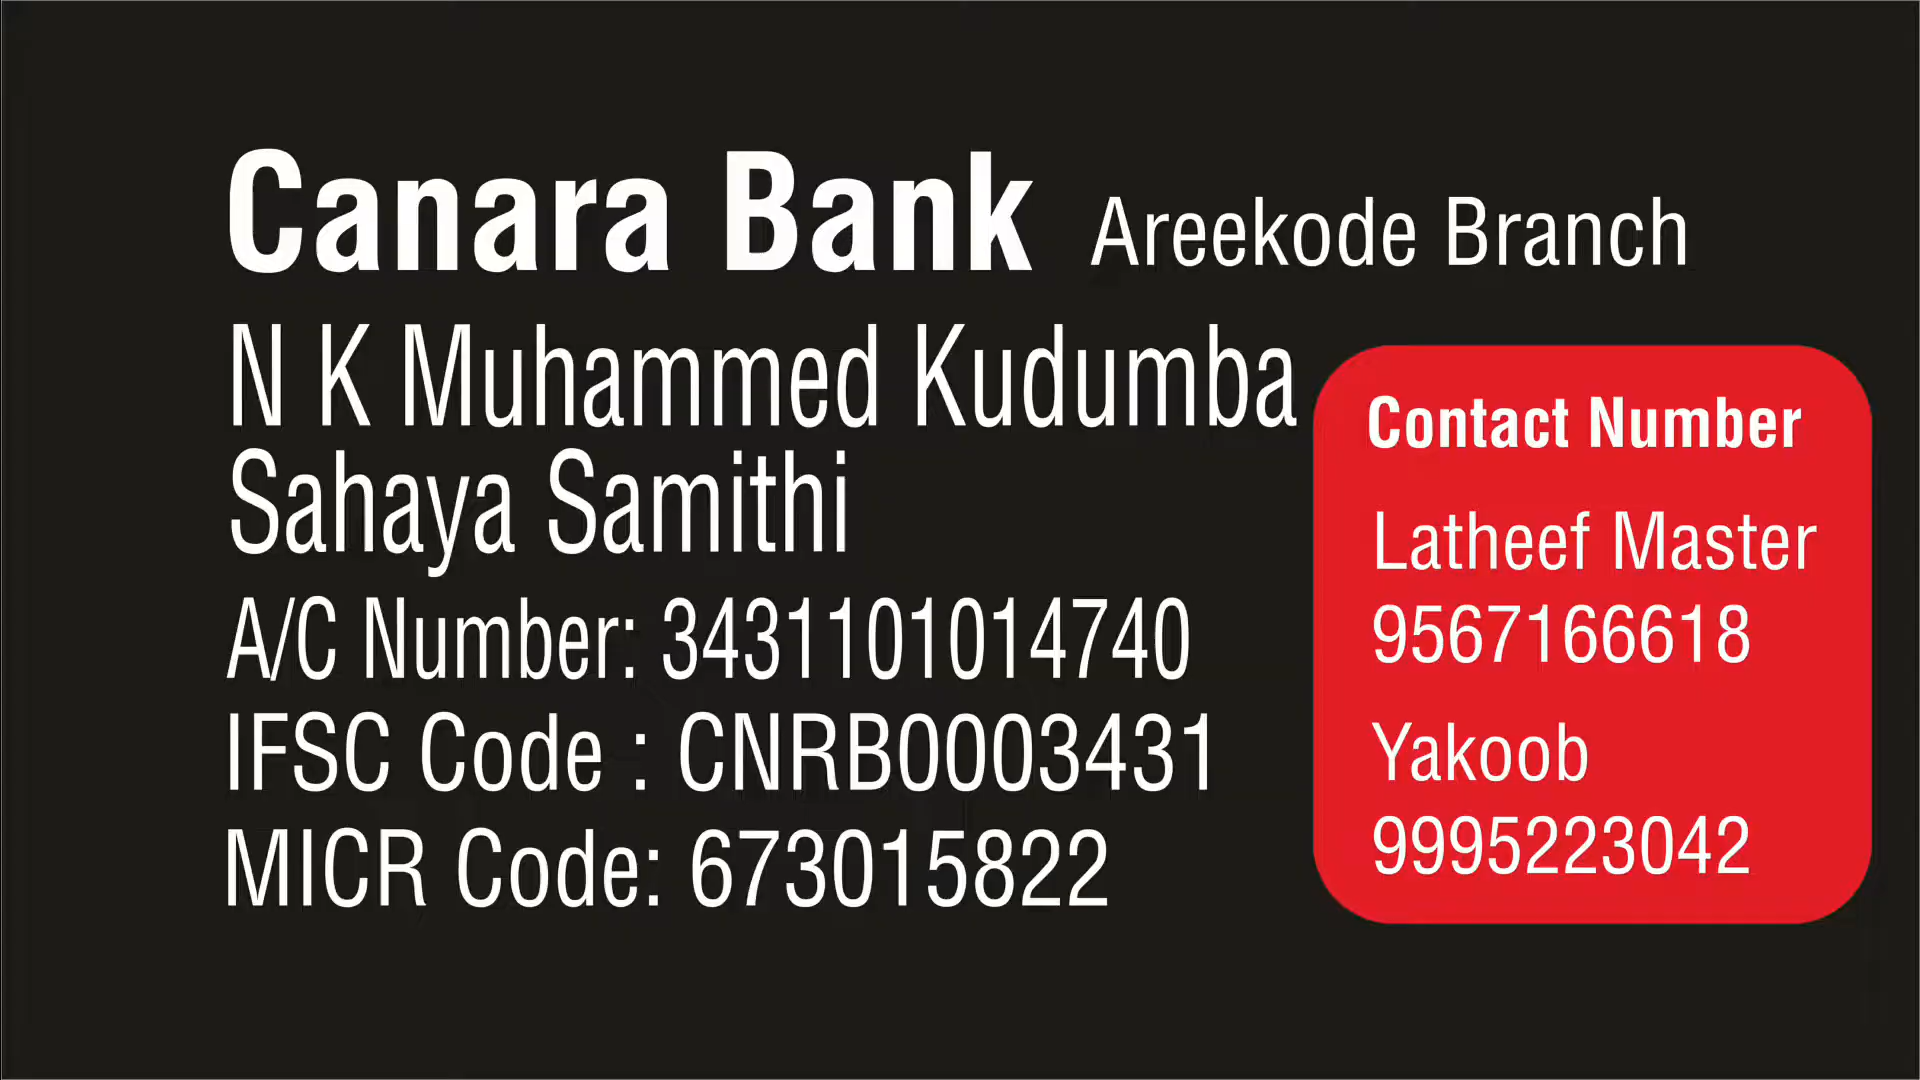 Canara Bank Areekode Branch
N K Muhammed Kudumba
Sahaya Samithi
A/C Number: 3431101014740
IFSC Code : CNRB0003431
MICR Code: 673015822
Contact Number
Latheef Master
9567166618
Yakoob
9995223042